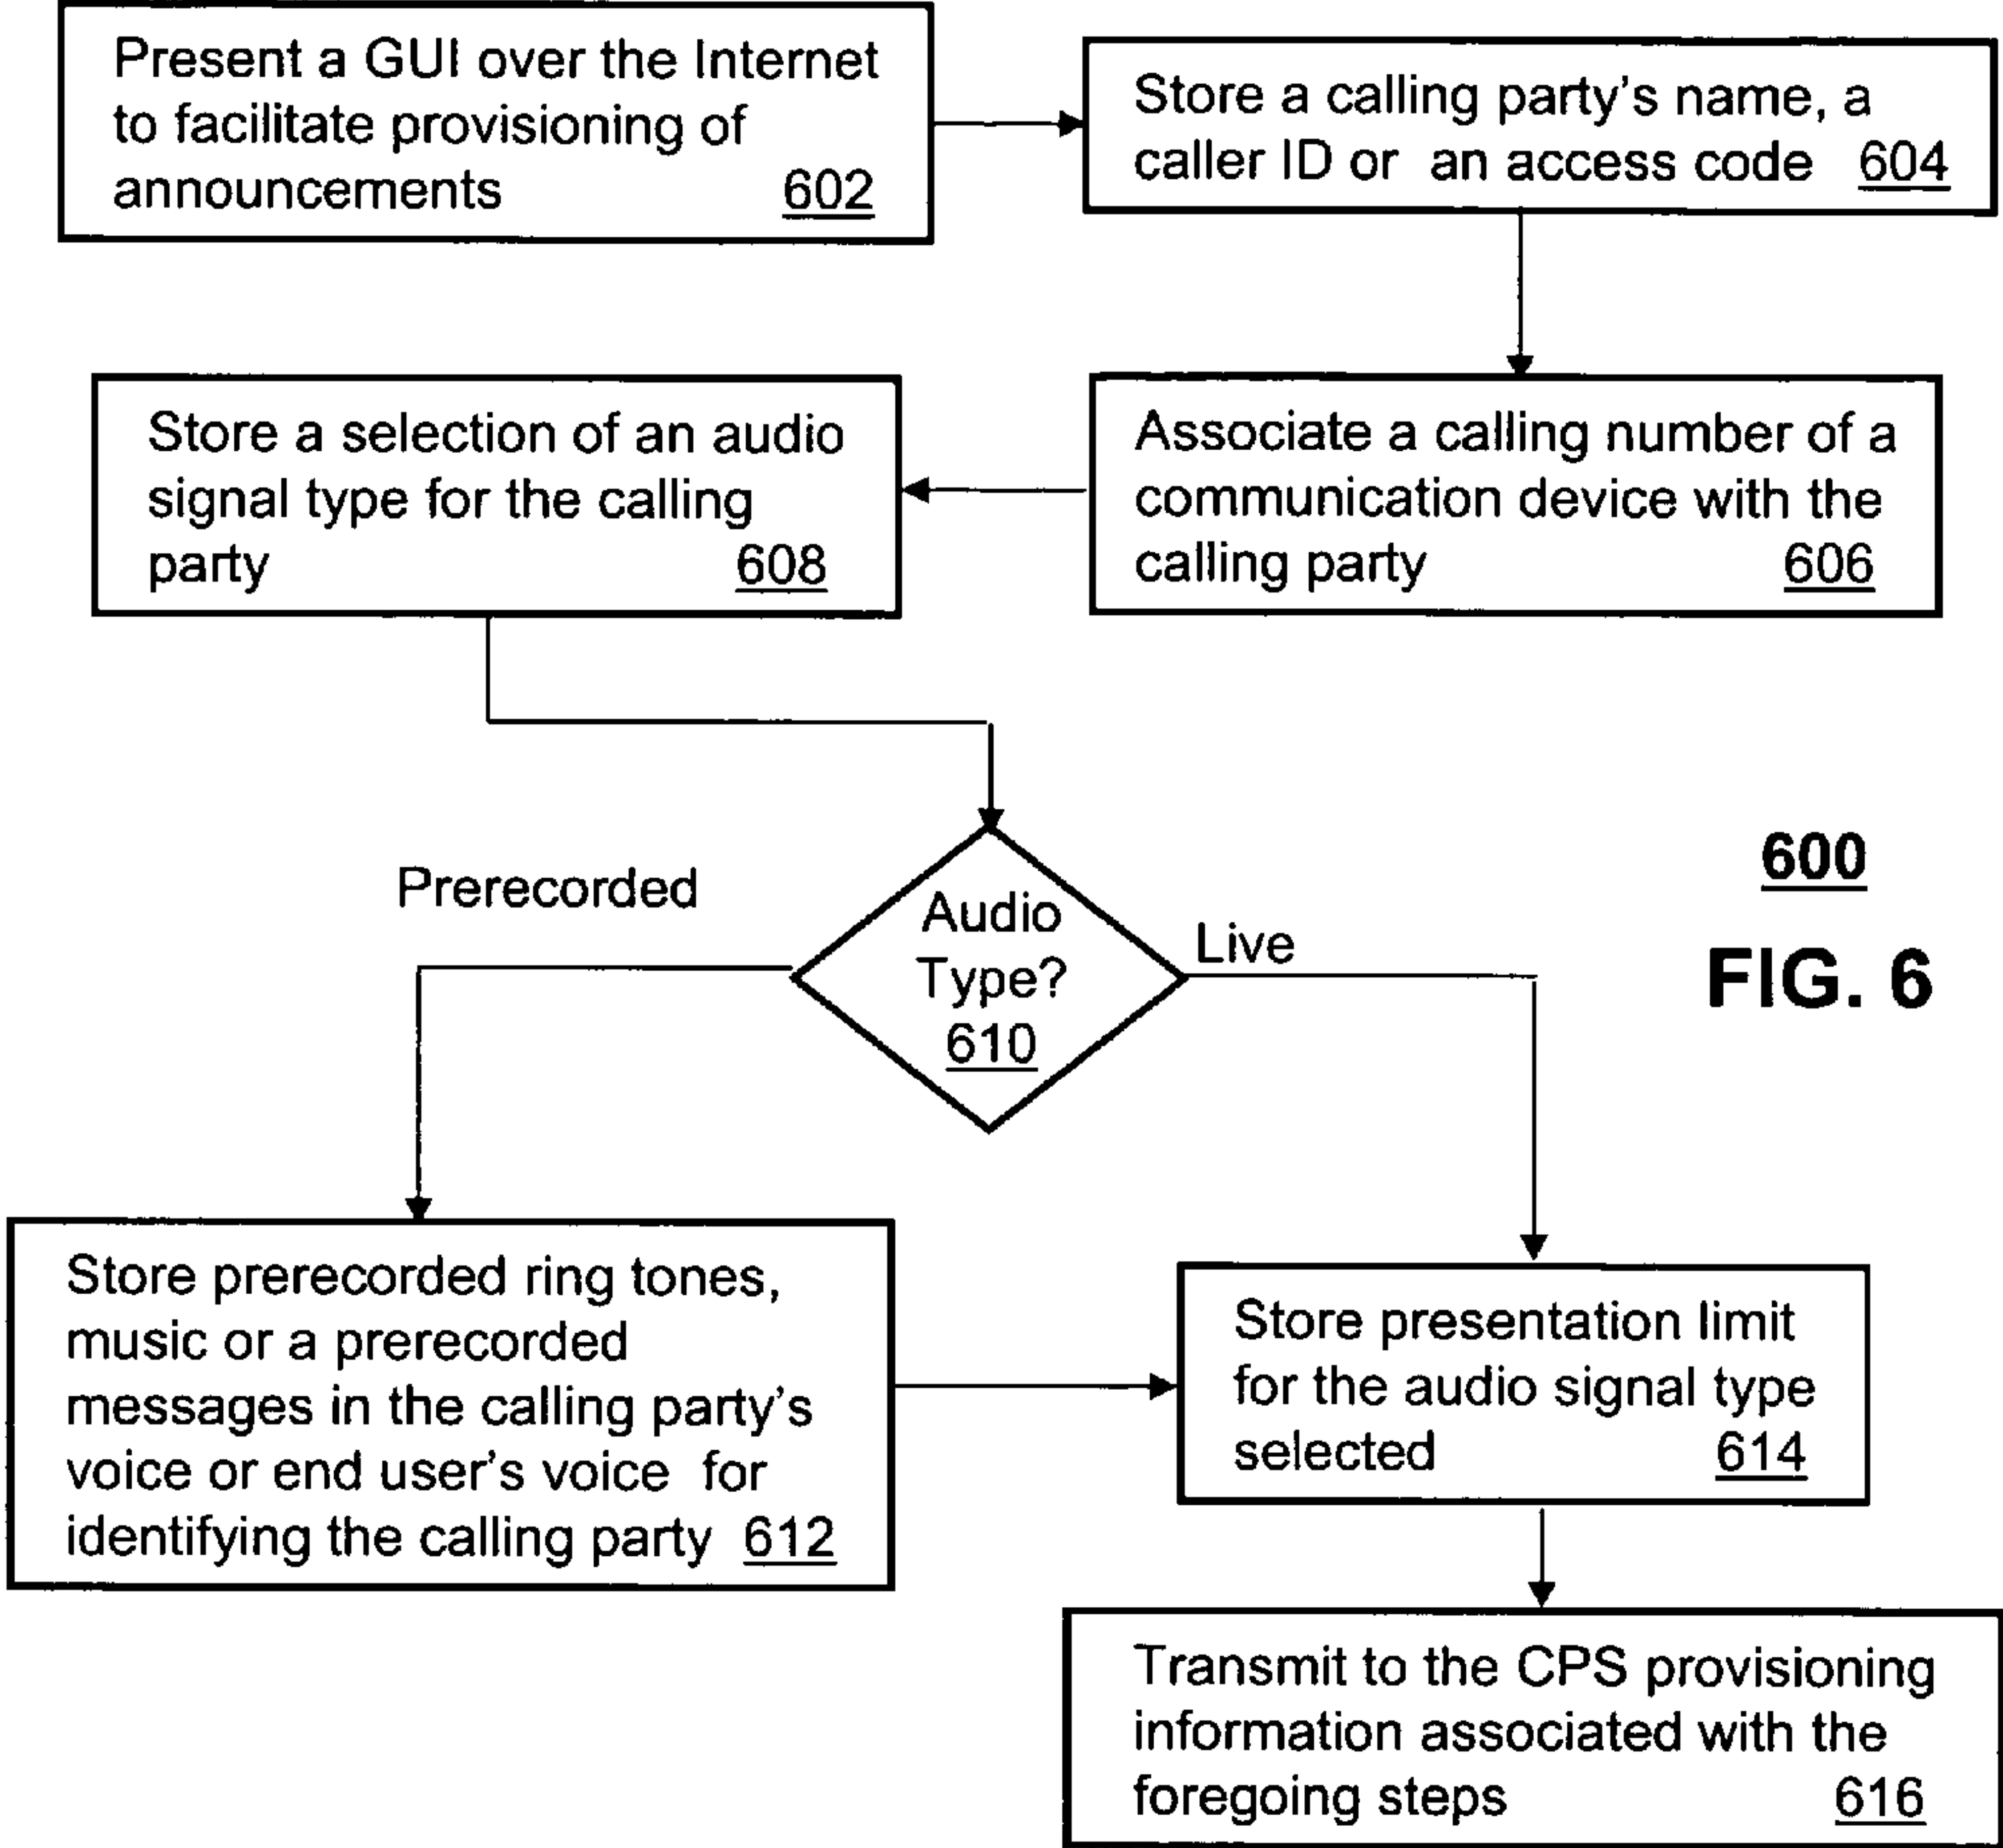 Present a GUI over the Internet
to facilitate provisioning of
announcements 602
Store a calling party's name, a
caller ID or an access code 604
Associate a calling number of a
communication device with the
calling party 606
Store a selection of an audio
signal type for the calling
party 608
Audio
Type?
610
Prerecorded
Live
600
FIG. 6
Store prerecorded ring tones,
music or a prerecorded
messages in the calling party's
voice or end user's voice for
identifying the calling party 612
Store presentation limit
for the audio signal type
selected 614
Transmit to the CPS provisioning
information associated with the
foregoing steps 616